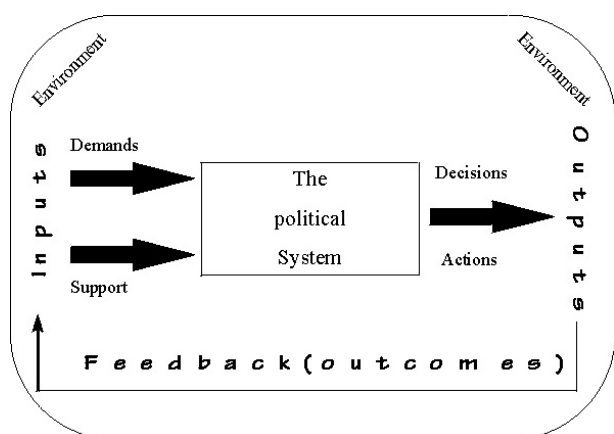 Environment
Environment
Inputs
Demands
Support
The
political
System
Decisions
Actions
Outputs
Feedback(outcomes)